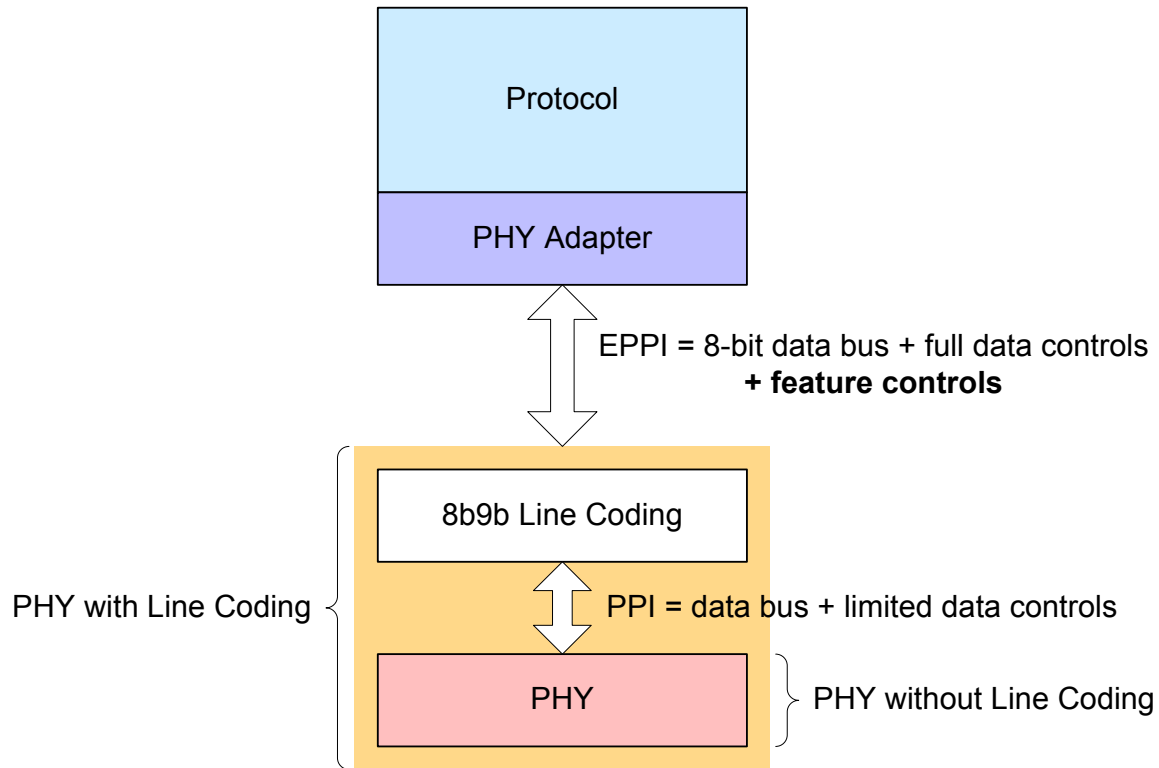 Protocol
PHY Adapter
EPPI = 8-bit data bus + full data controls
+ feature controls
8b9b Line Coding
PHY with Line Coding
PPI = data bus + limited data controls
PHY
PHY without Line Coding